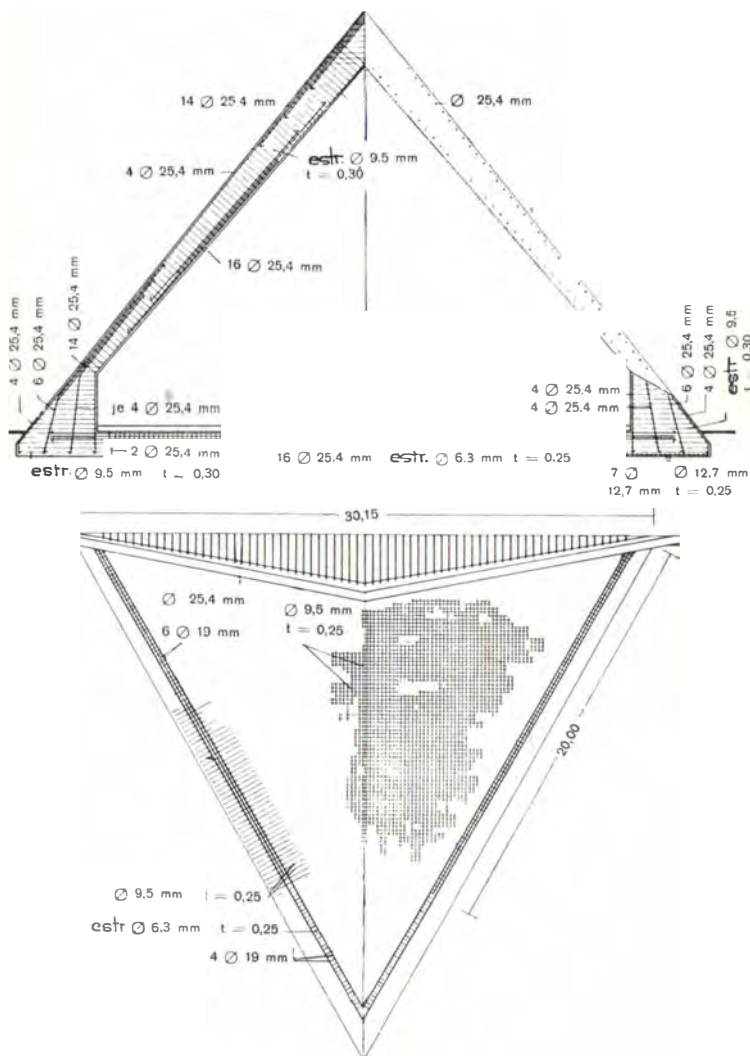 14 Ø 25 4 mm
Ø 25,4 mm
estr. Ø 9.5 mm
t = 0,30
4 Ø 25,4 mm
16 Ø 25,4 mm
4 Ø 25,4 mm
6 Ø 25,4 mm
14 Ø 25,4 mm
6 Ø 25,4 mm
4 Ø 25,4 mm
estr Ø 9,5
t = 0,30
je 4 Ø 25,4 mm
4 Ø 25.4 mm
4 Ø 25.4 mm
2 Ø 25,4 mm
estr. Ø 9.5 mm t – 0,30
16 Ø 25.4 mm estr. Ø 6.3 mm t = 0.25
7 Ø Ø 12.7 mm
12,7 mm t = 0,25
30,15
Ø 25,4 mm
Ø 9,5 mm
6 Ø 19 mm
t = 0,25
20,00
Ø 9.5 mm t = 0,25
estr Ø 6.3 mm t = 0,25
4 Ø 19 mm